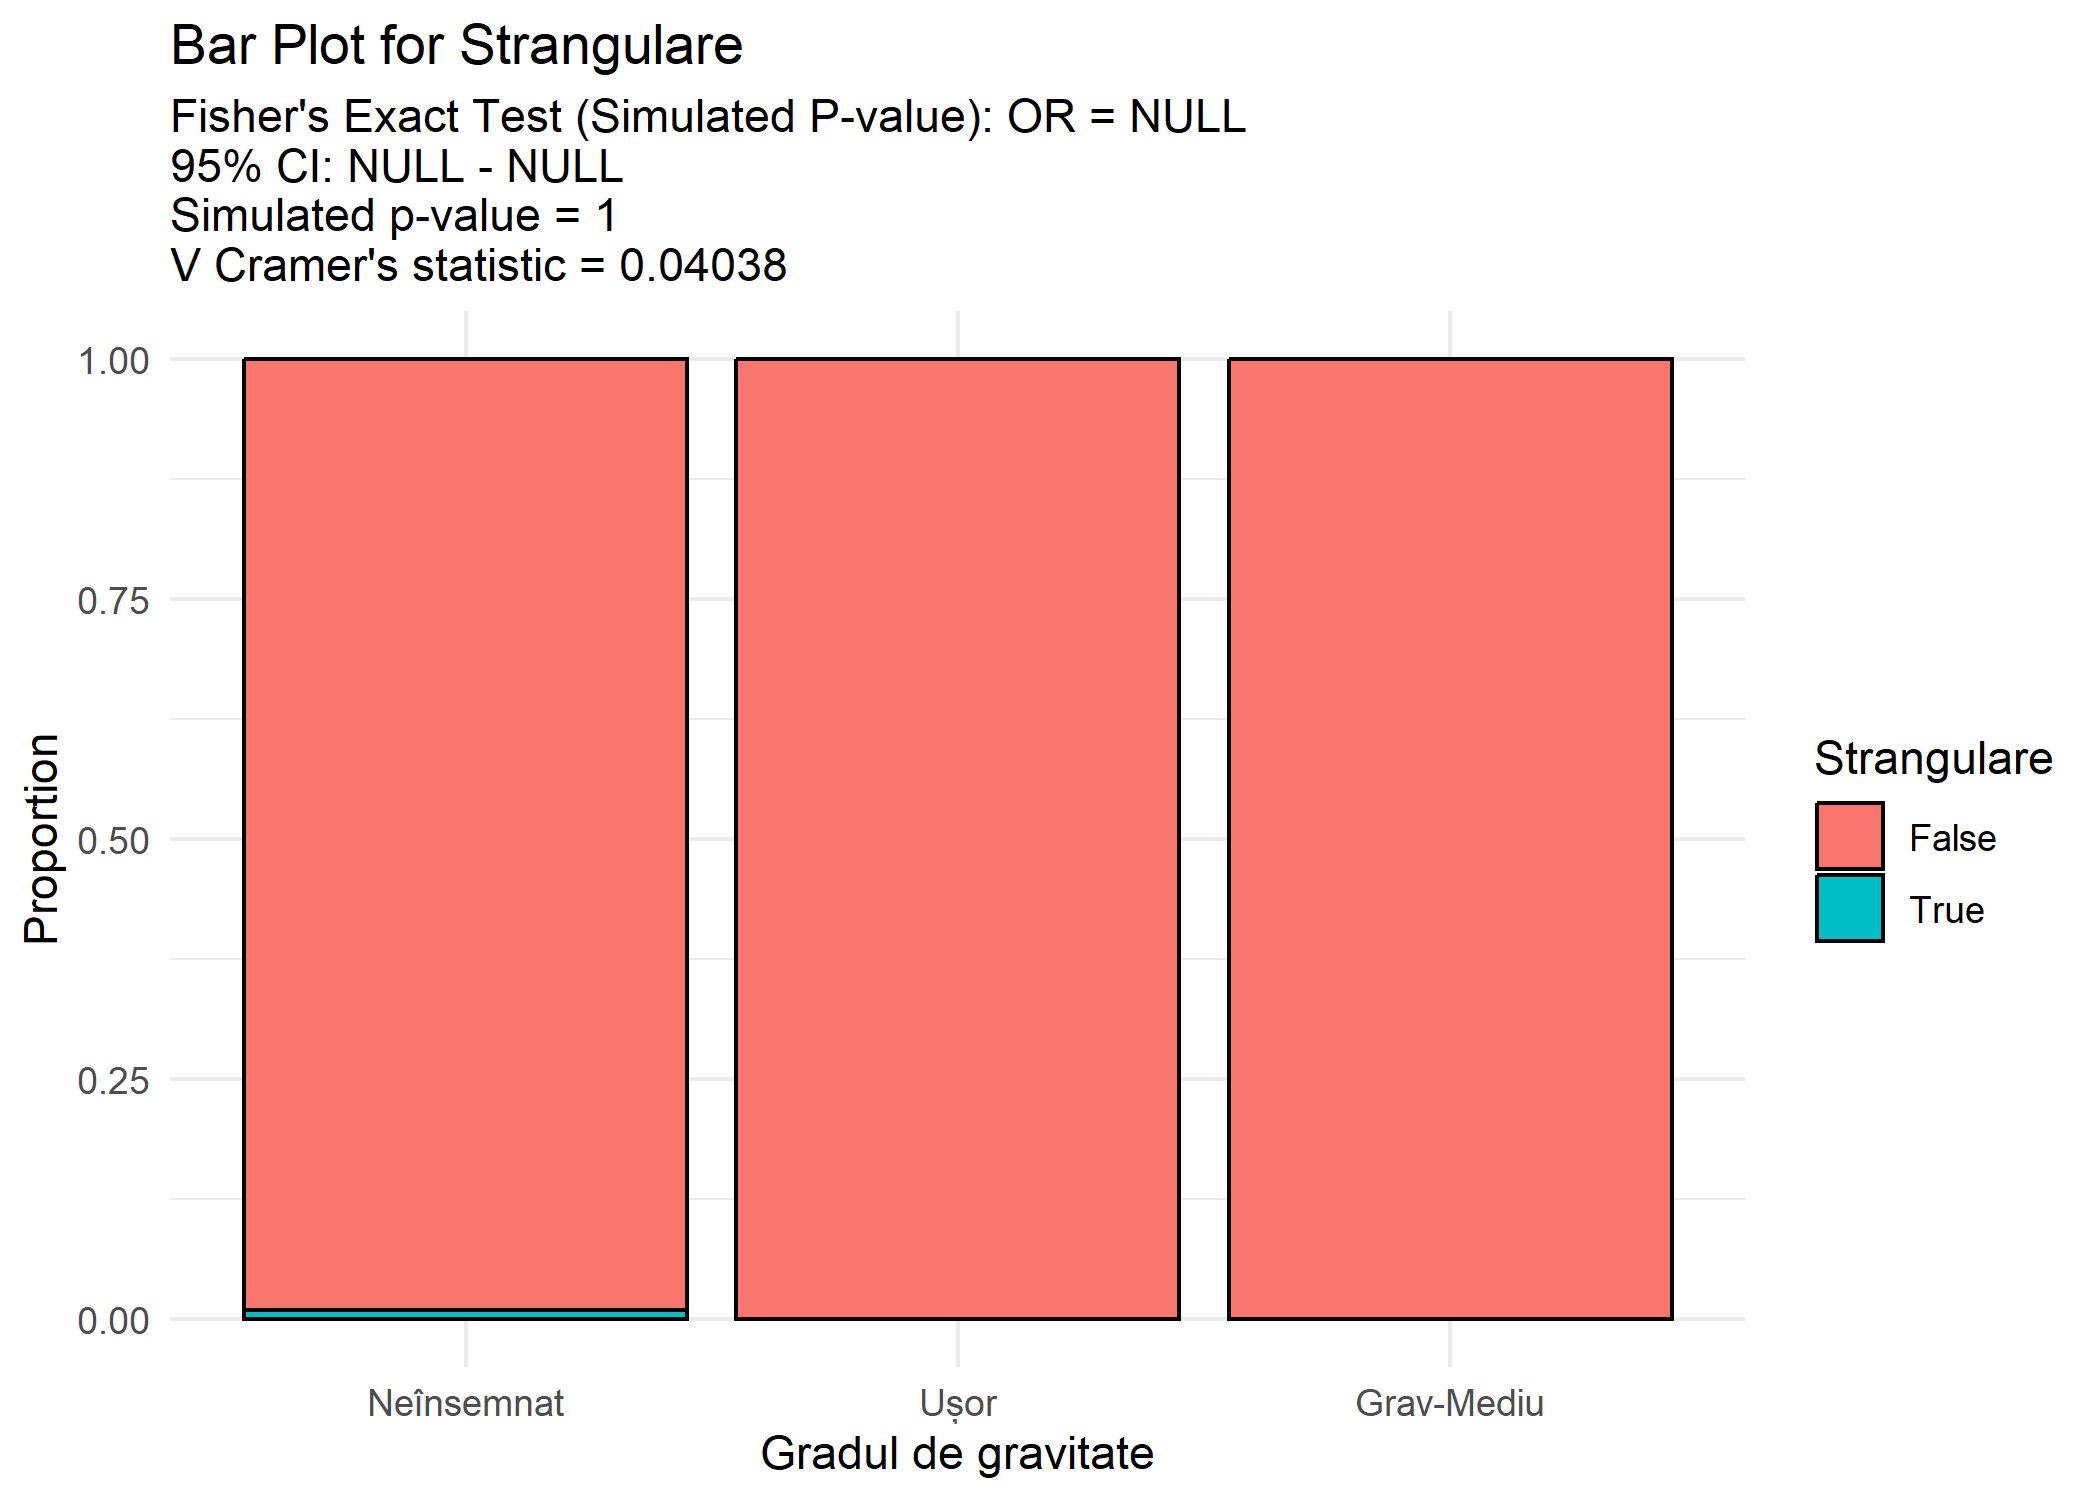 Bar Plot for Strangulare
Fisher's Exact Test (Simulated P-value): OR = NULL
95% CI: NULL - NULL
Simulated p-value = 1
V Cramer's statistic = 0.04038
1.00
0.75
0.50
0.25
0.00
Proportion
Neînsemnat
Ușor
Grav-Mediu
Gradul de gravitate
Strangulare
False
True